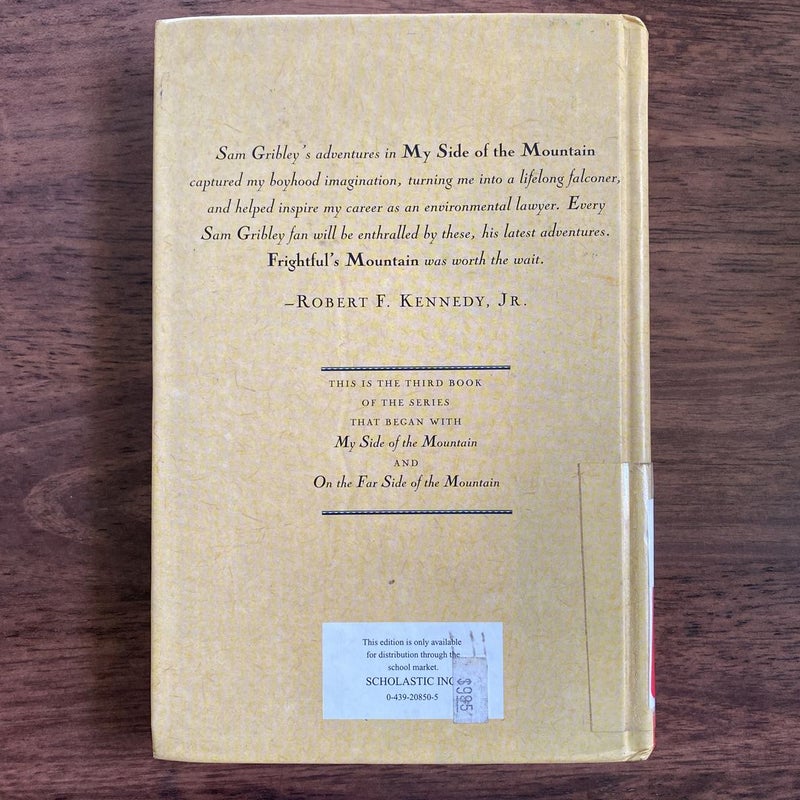 Sam Gribley's adventures in My Side of the Mountain
captured my boyhood imagination, turning me into a lifelong falconer,
and helped inspire my career as an environmental lawyer. Every
Sam Gribley fan will be enthralled by these, his latest adventures.
Frightful's Mountain was worth the wait.
–ROBERT F. KENNEDY, JR.
THIS IS THE THIRD BOOK
OF THE SERIES
THAT BEGAN WITH
My Side of the Mountain
AND
On the Far Side of the Mountain
This edition is only available
for distribution through the
school market.
SCHOLASTIC INC
0-439-20850-5
$995